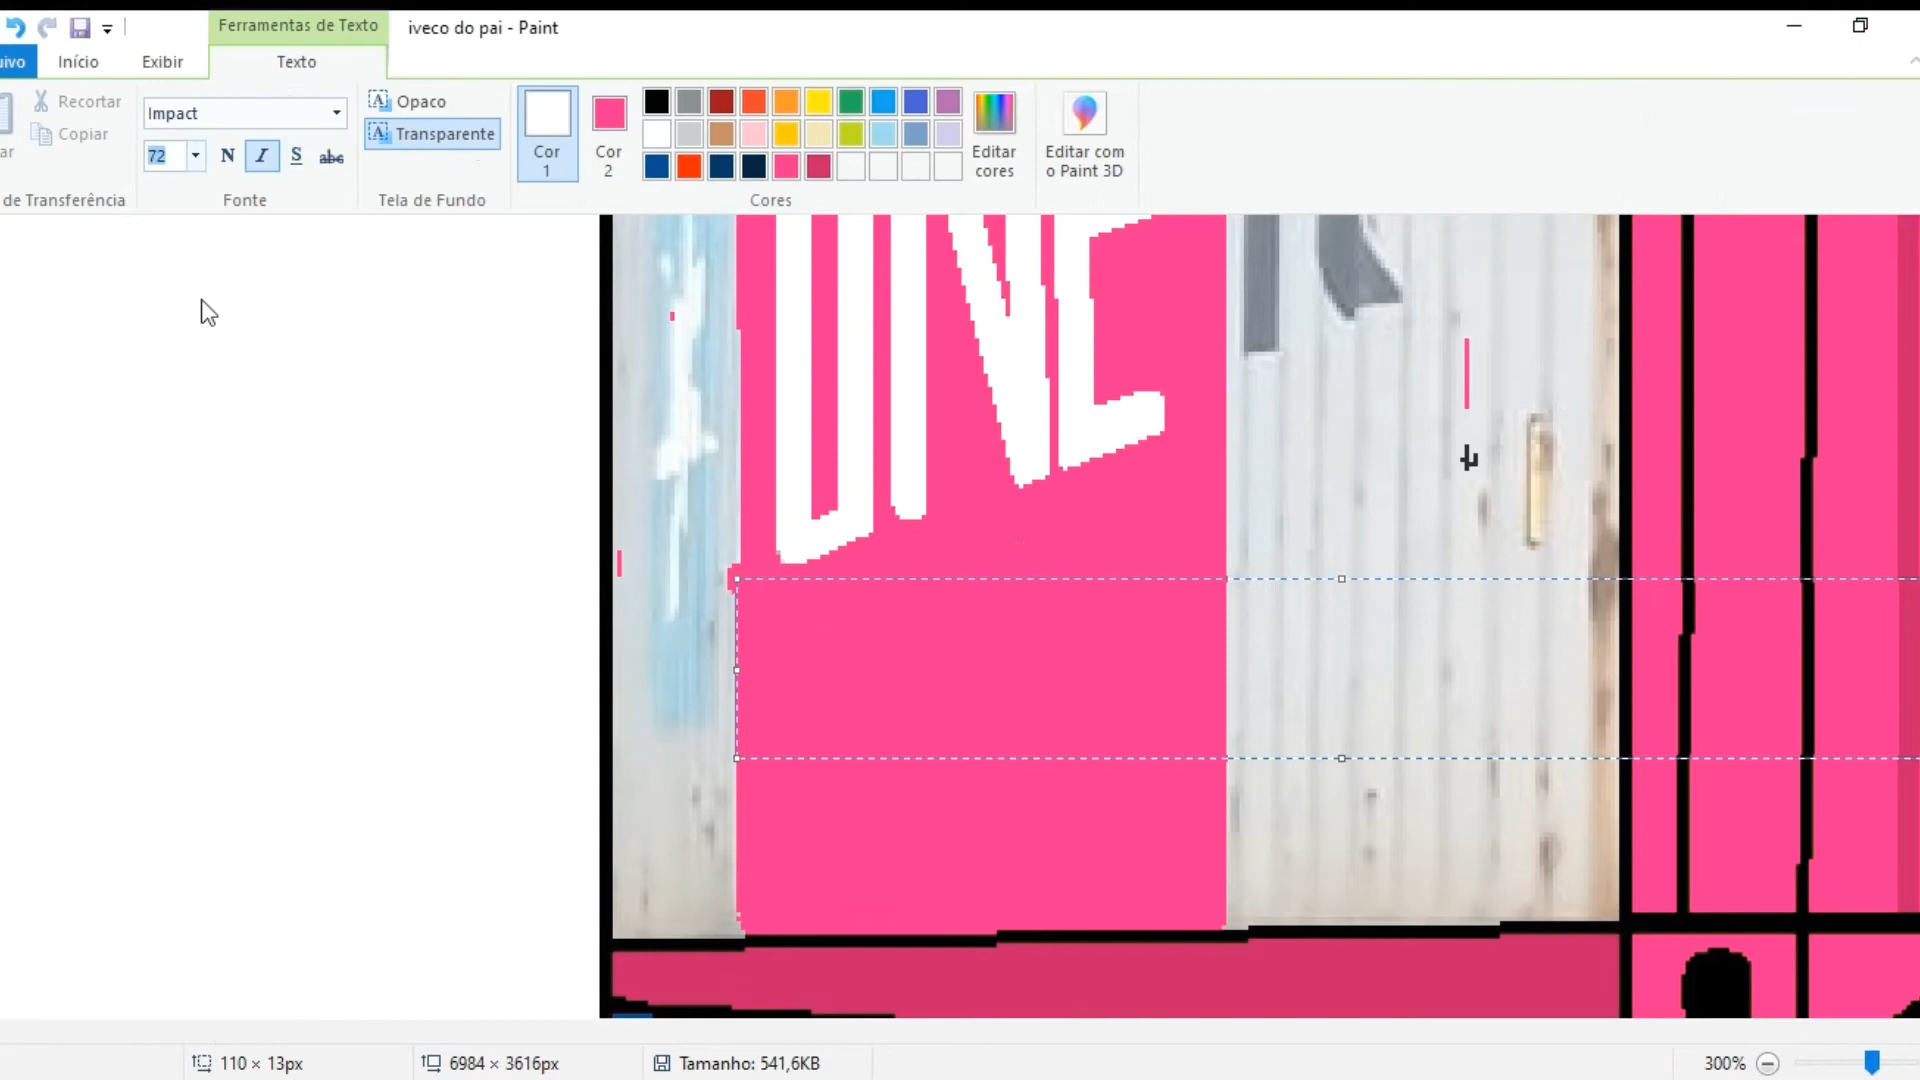 Ferramentas de Texto
iveco do pai - Paint
Início
Exibir
Texto
Recortar
Copiar
Impact
72
N I S abc
Opaco
Transparente
Cor 1
Cor 2
Editar cores
Editar com o Paint 3D
de Transferência
Fonte
Tela de Fundo
Cores
110 × 13px
6984 × 3616px
Tamanho: 541,6KB
300%